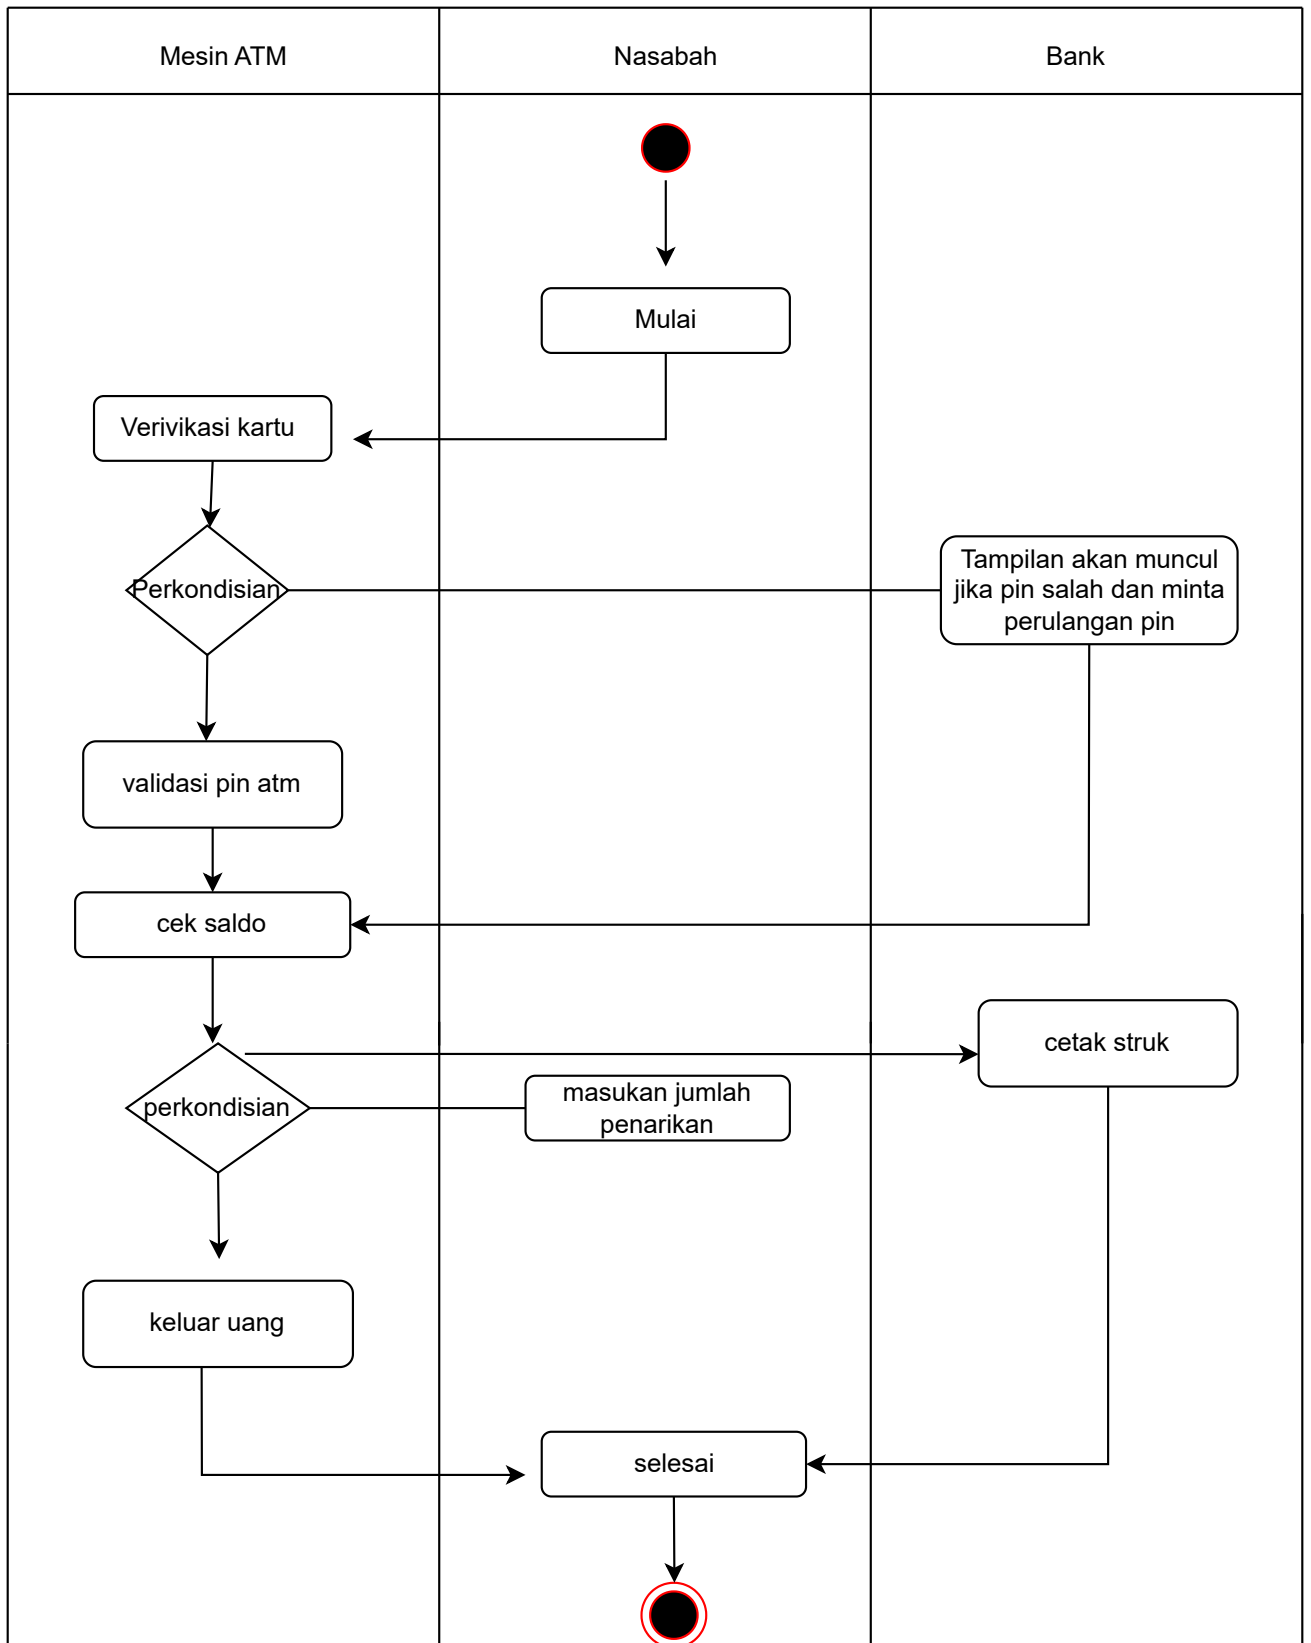 Mesin ATM
Nasabah
Bank
Mulai
Verivikasi kartu
Perkondisian
Tampilan akan muncul
jika pin salah dan minta
perulangan pin
validasi pin atm
cek saldo
cetak struk
perkondisian
masukan jumlah
penarikan
keluar uang
selesai